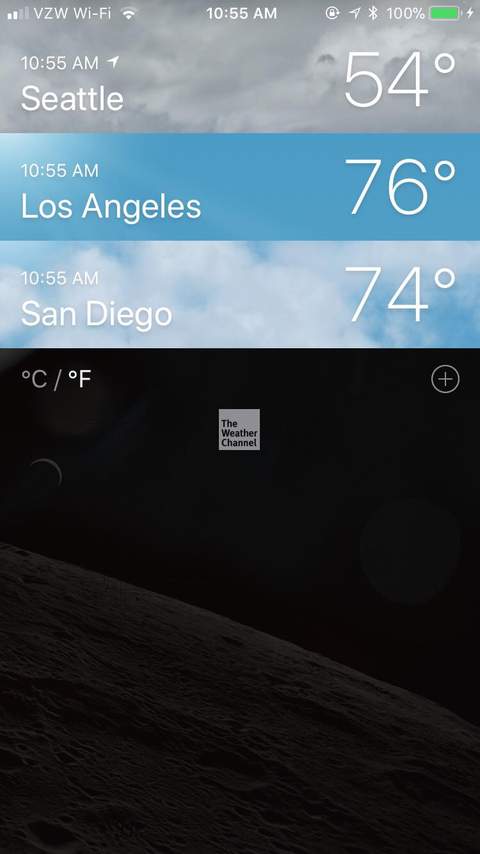 VZW Wi-Fi 10:55 AM 100%
10:55 AM
Seattle
54°
10:55 AM
Los Angeles
76°
10:55 AM
San Diego
74°
°C / °F
The
Weather
Channel